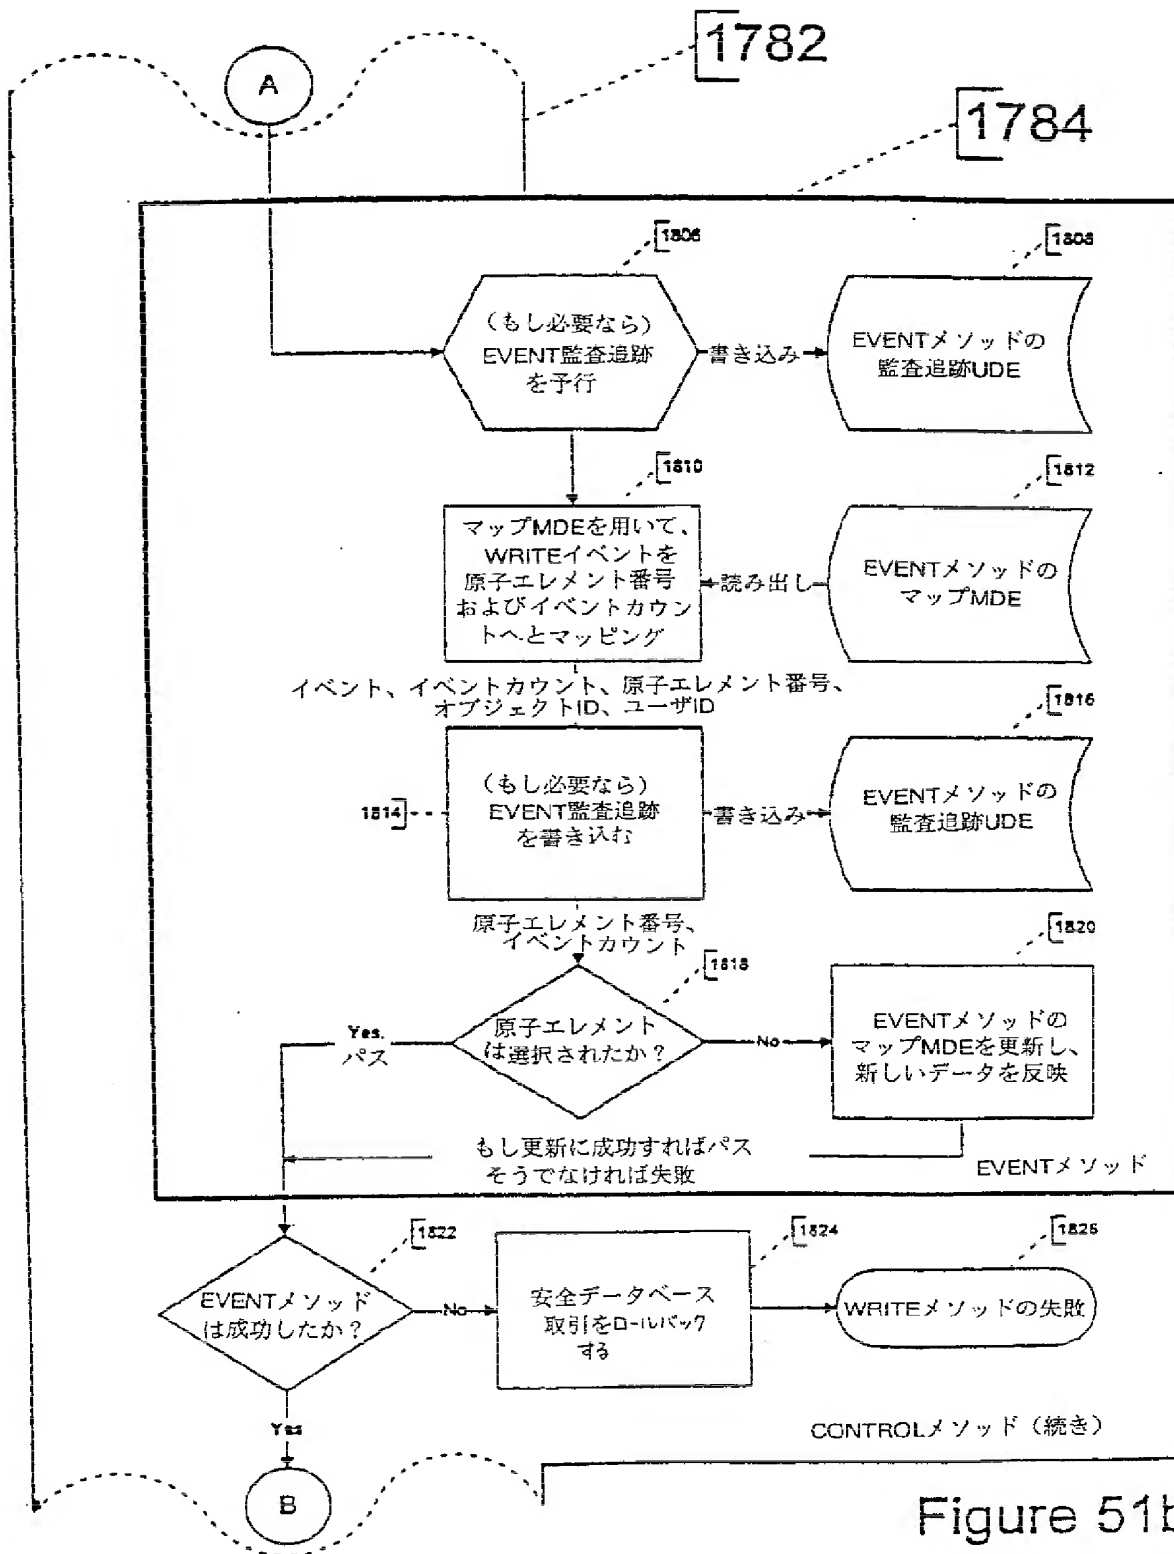 1782
A
1784
1806
1808
(もし必要なら)
EVENT監査追跡
を予行
書き込み
EVENTメソッドの
監査追跡UDE
1810
1812
マップMDEを用いて、
WRITEイベントを
原子エレメント番号
およびイベントカウン
トへとマッピング
読み出し
EVENTメソッドの
マップMDE
イベント、イベントカウント、原子エレメント番号、
オブジェクトID、ユーザID
1816
1814
(もし必要なら)
EVENT監査追跡
を書き込む
書き込み
EVENTメソッドの
監査追跡UDE
原子エレメント番号、
イベントカウント
1818
1820
Yes.
パス
原子エレメント
は選択されたか?
No
EVENTメソッドの
マップMDEを更新し、
新しいデータを反映
もし更新に成功すればパス
そうでなければ失敗
EVENTメソッド
1822
1824
1826
EVENTメソッド
は成功したか?
No
安全データベース
取引をロールバック
する
WRITEメソッドの失敗
Yes
CONTROLメソッド(続き)
B
Figure 51b